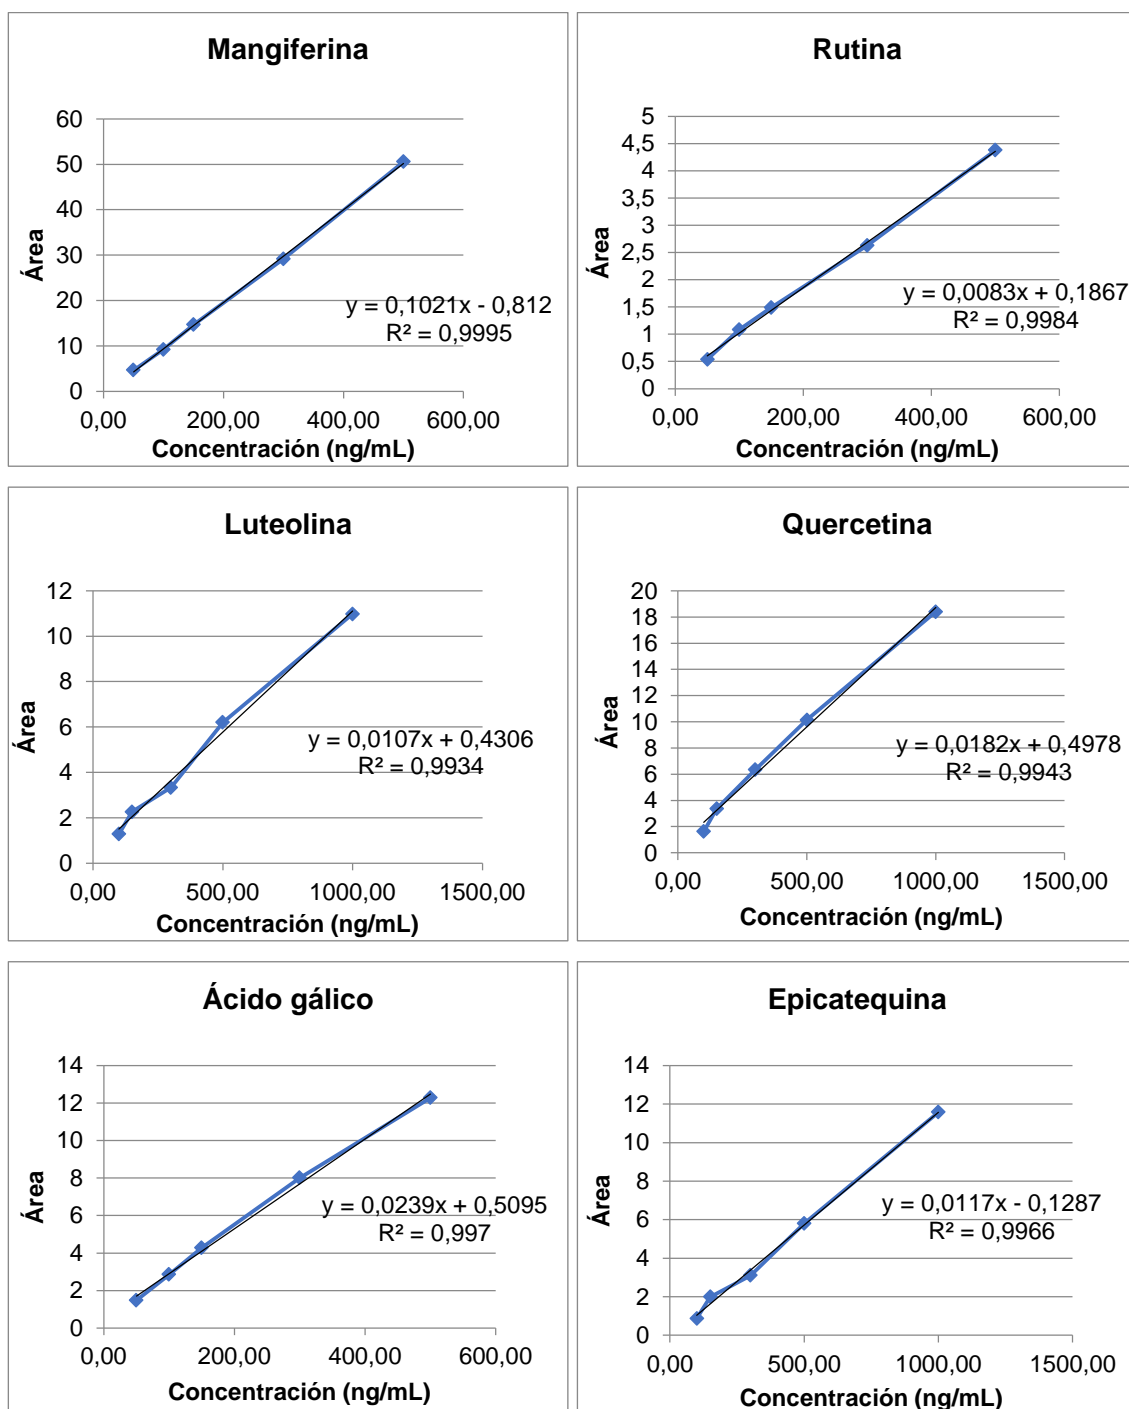 Mangiferina
60
50
40
30
20
10
0
Área
y = 0,1021x - 0,812
R² = 0,9995
0,00 200,00 400,00 600,00
Concentración (ng/mL)
Rutina
5
4,5
4
3,5
3
2,5
2
1,5
1
0,5
0
Área
y = 0,0083x + 0,1867
R² = 0,9984
0,00 200,00 400,00 600,00
Concentración (ng/mL)
Luteolina
12
10
8
6
4
2
0
Área
y = 0,0107x + 0,4306
R² = 0,9934
0,00 500,00 1000,00 1500,00
Concentración (ng/mL)
Quercetina
20
18
16
14
12
10
8
6
4
2
0
Área
y = 0,0182x + 0,4978
R² = 0,9943
0,00 500,00 1000,00 1500,00
Concentración (ng/mL)
Ácido gálico
14
12
10
8
6
4
2
0
Área
y = 0,0239x + 0,5095
R² = 0,997
0,00 200,00 400,00 600,00
Concentración (ng/mL)
Epicatequina
14
12
10
8
6
4
2
0
Área
y = 0,0117x - 0,1287
R² = 0,9966
0,00 500,00 1000,00 1500,00
Concentración (ng/mL)